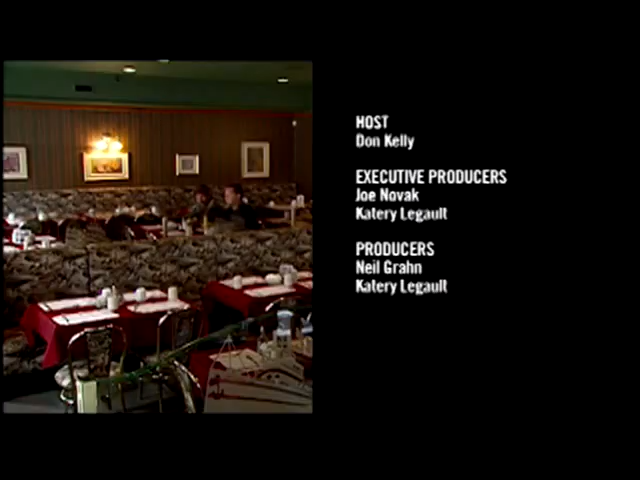 HOST
Don Kelly
EXECUTIVE PRODUCERS
Joe Novak
Katery Legault
PRODUCERS
Neil Grahn
Katery Legault